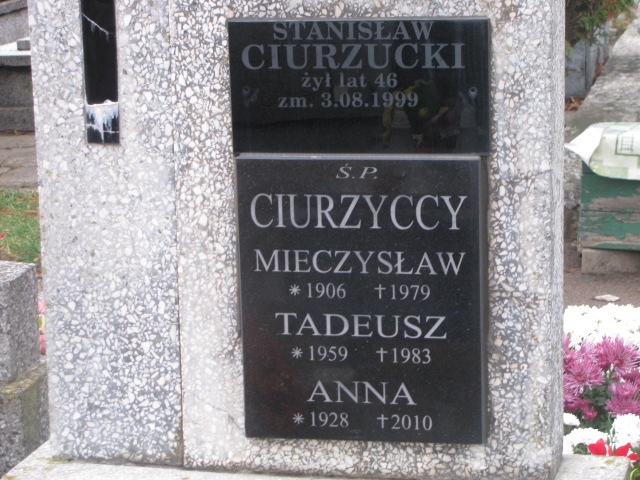 STANISŁAW
CIURZUCKI
żył lat 46
zm. 3.08.1999
Ś.P.
CIURZYCCY
MIECZYSŁAW
*1906 †1979
TADEUSZ
*1959 †1983
ANNA
*1928 †2010